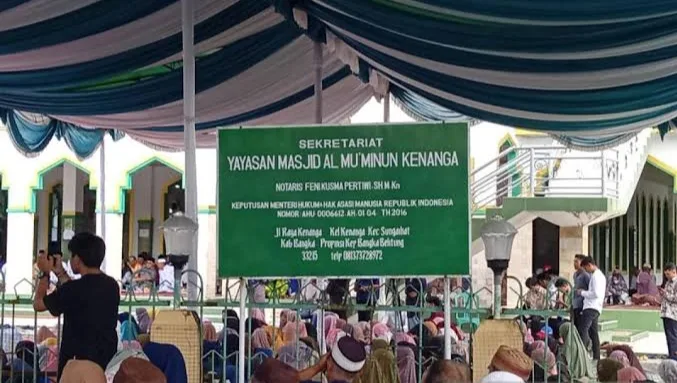 SEKRETARIAT
YAYASAN MASJID AL MU'MINUN KENANGA
NOTARIS FENI KUSMA PERTIWI-SH M Kn
KEPUTUSAN MENTERI HUKUM HAK ASASI MANUSIA REPUBLIK INDONESIA
NOMOR AHU 0006612 AH. 01 04 TH 2016
Jl Raya Kenanga Kel Kenanga Kec Sungailiat
Kab Bangka Propinsi Kep Bangka Belitung
33215 telp 081373728972